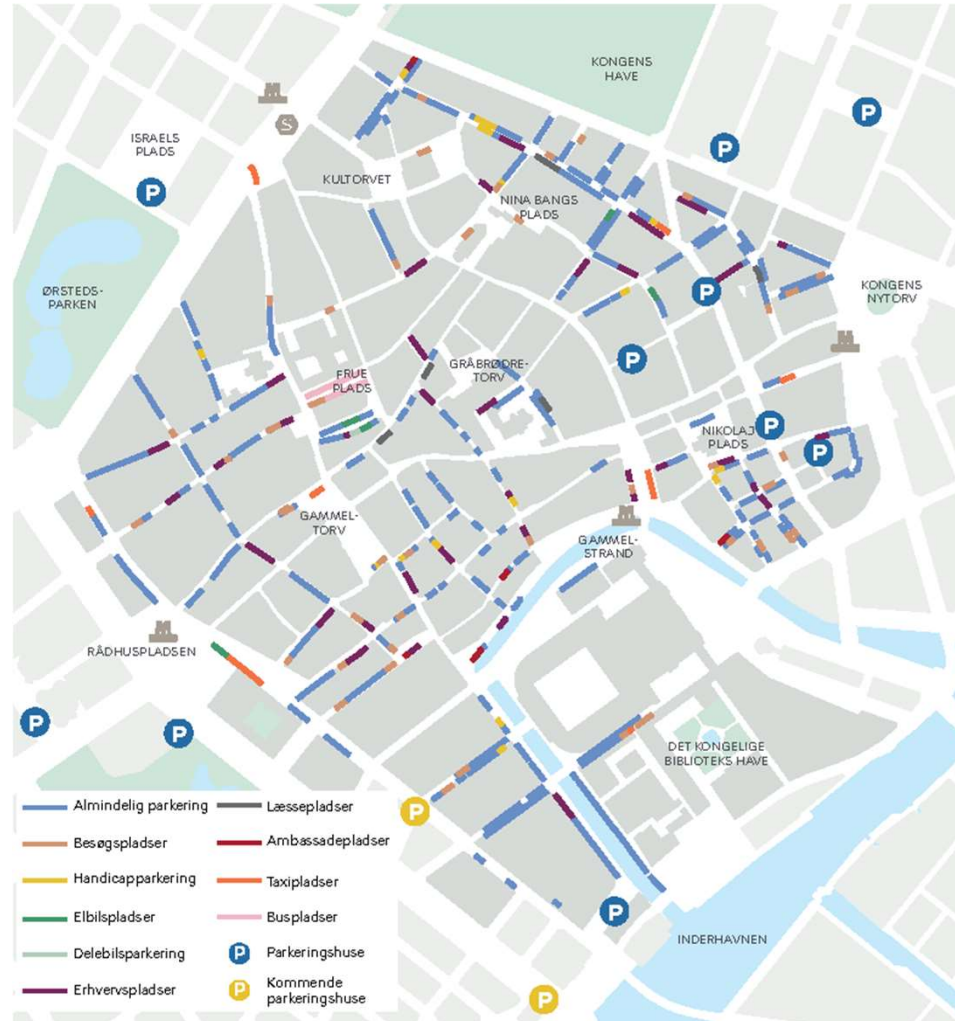 KONGENS
HAVE
M
S
P
P
ISRAELS
PLADS
P
KULTORVET
NINA BANGS
PLADS
ØRSTEDS-
PARKEN
P
KONGENS
NYTORV
M
P
FRUE
PLADS
GRÅBRØDRE-
TORV
NIKOLAJ
PLADS
P
P
GAMMEL-
TORV
M
GAMMEL-
STRAND
M
RÅDHUSPLADSEN
P
P
DET KONGELIGE
BIBLIOTEKS HAVE
P
P
INDERHAVNEN
P
Almindelig parkering
Besøgspladser
Handicapparkering
Elbilspladser
Delebilsparkering
Erhvervspladser
Læssepladser
Ambassadepladser
Taxipladser
Buspladser
P Parkeringshuse
P Kommende
parkeringshuse